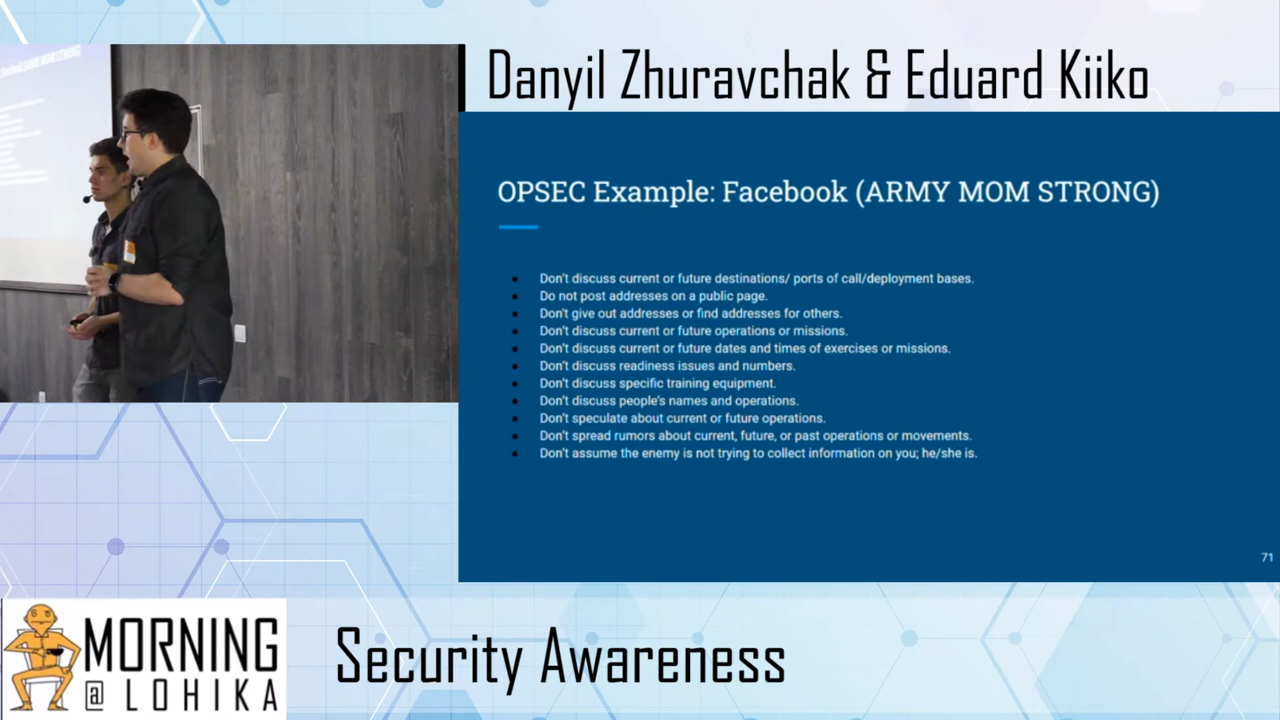 Danyil Zhuravchak & Eduard Kiiko
OPSEC Example: Facebook (ARMY MOM STRONG)
Don't discuss current or future destinations/ ports of call/deployment bases.
Do not post addresses on a public page.
Don't give out addresses or find addresses for others.
Don't discuss current or future operations or missions.
Don't discuss current or future dates and times of exercises or missions.
Don't discuss readiness issues and numbers.
Don't discuss specific training equipment.
Don't discuss people's names and operations.
Don't speculate about current or future operations.
Don't spread rumors about current, future, or past operations or movements.
Don't assume the enemy is not trying to collect information on you; he/she is.
71
MORNING
@ LOHIKA
Security Awareness